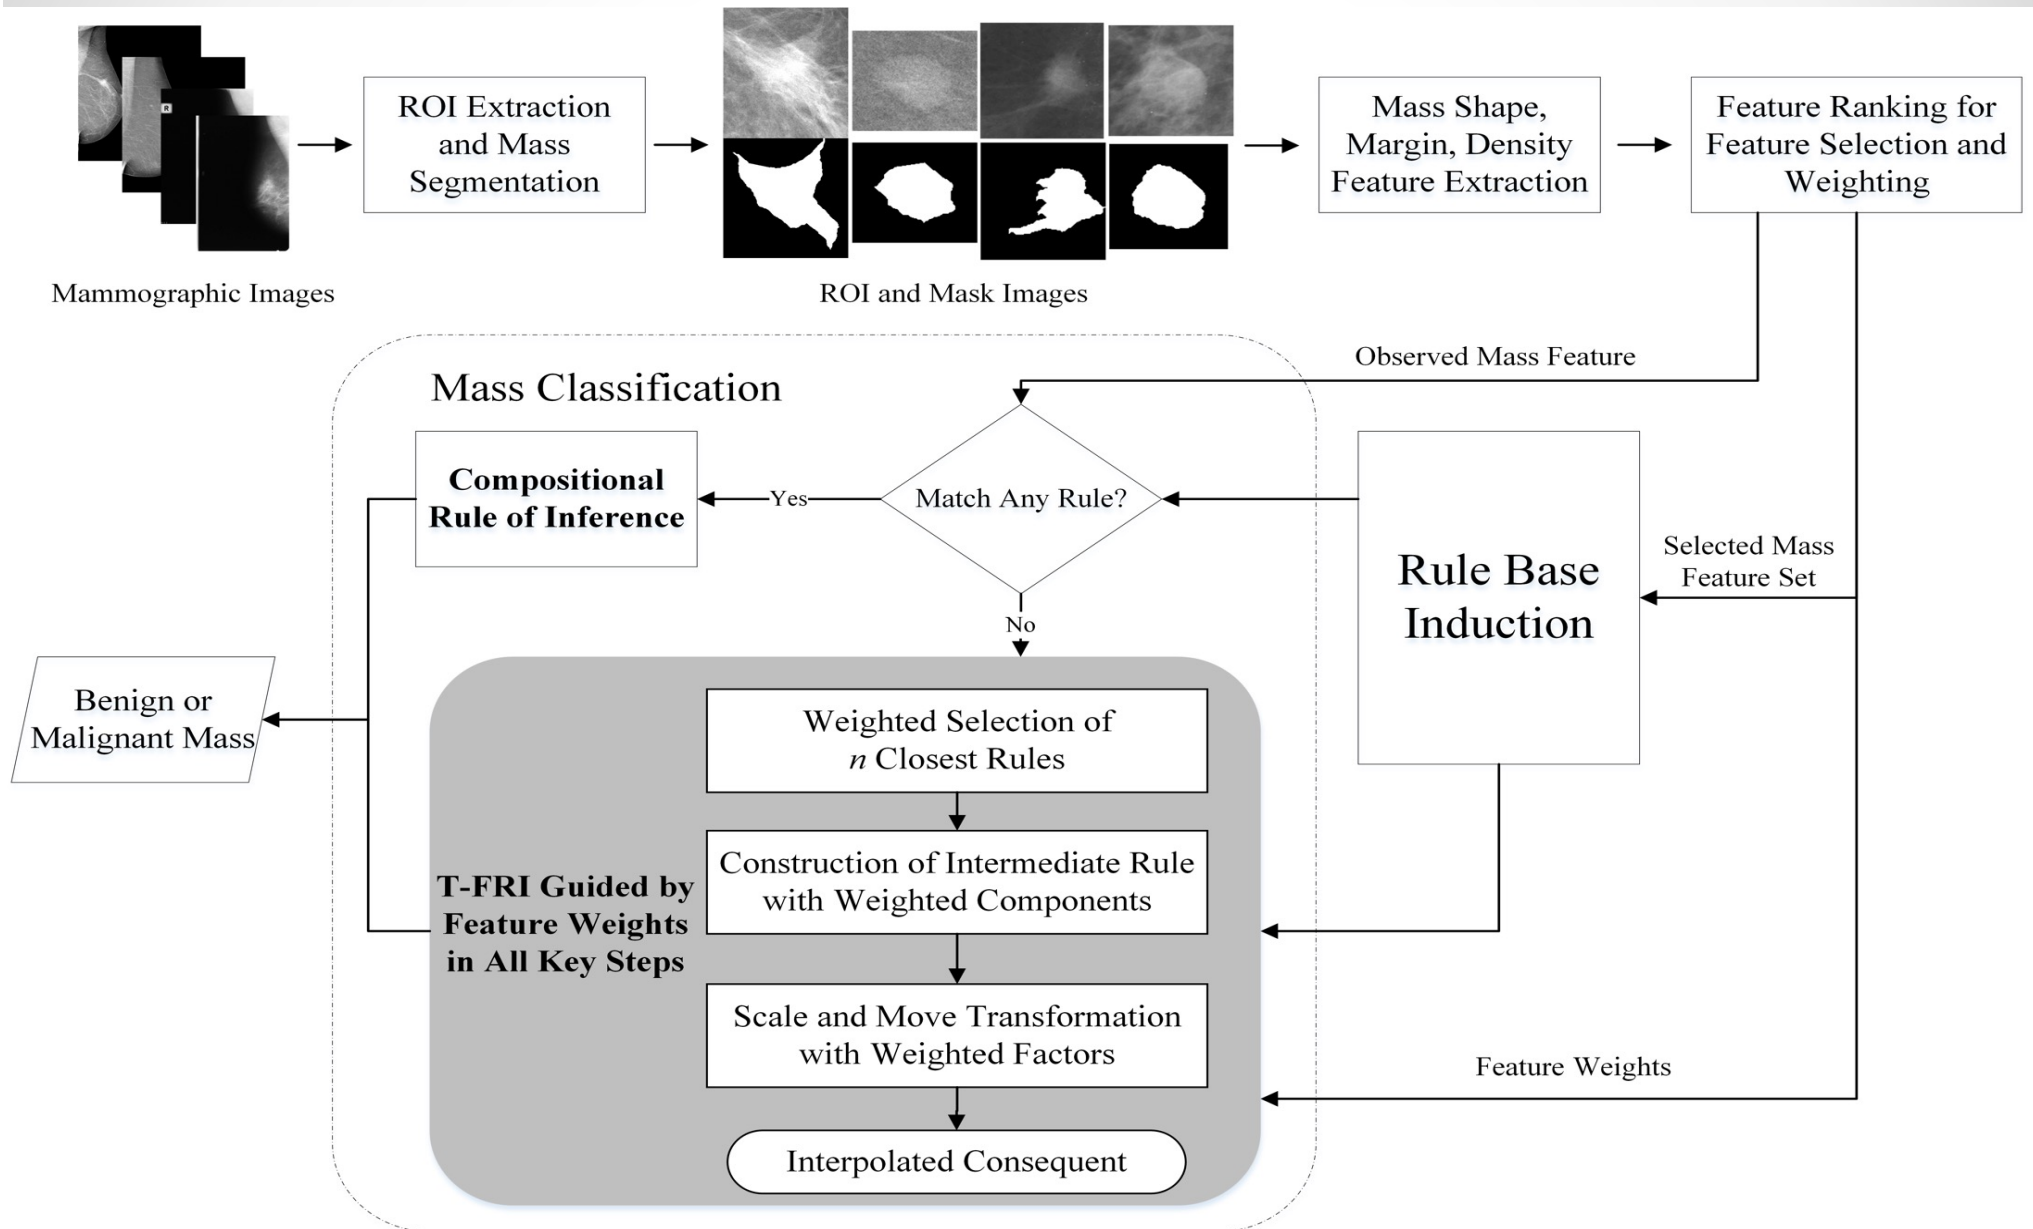 ROI Extraction
and Mass
Segmentation
R
Mass Shape,
Margin, Density
Feature Extraction
Feature Ranking for
Feature Selection and
Weighting
Mammographic Images
ROI and Mask Images
Observed Mass Feature
Mass Classification
Compositional
Rule of Inference
Yes
Match Any Rule?
No
Rule Base
Induction
Selected Mass
Feature Set
Benign or
Malignant Mass
Weighted Selection of
n Closest Rules
Construction of Intermediate Rule
with Weighted Components
T-FRI Guided by
Feature Weights
in All Key Steps
Scale and Move Transformation
with Weighted Factors
Feature Weights
Interpolated Consequent